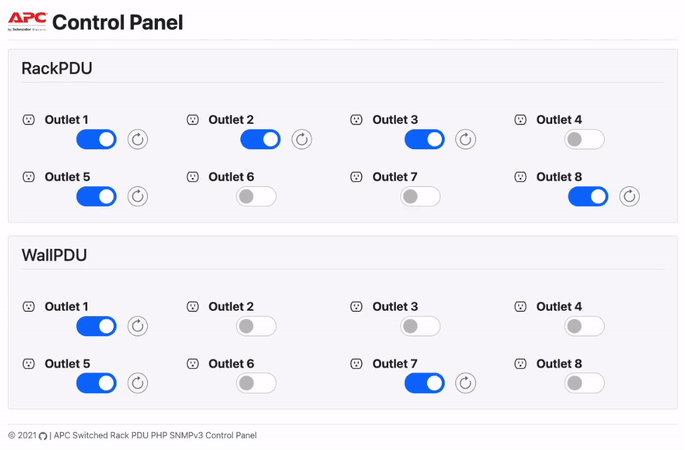 APC Control Panel
by Schneider Electric
RackPDU
Outlet 1 Outlet 2 Outlet 3 Outlet 4
Outlet 5 Outlet 6 Outlet 7 Outlet 8
WallPDU
Outlet 1 Outlet 2 Outlet 3 Outlet 4
Outlet 5 Outlet 6 Outlet 7 Outlet 8
© 2021 | APC Switched Rack PDU PHP SNMPv3 Control Panel